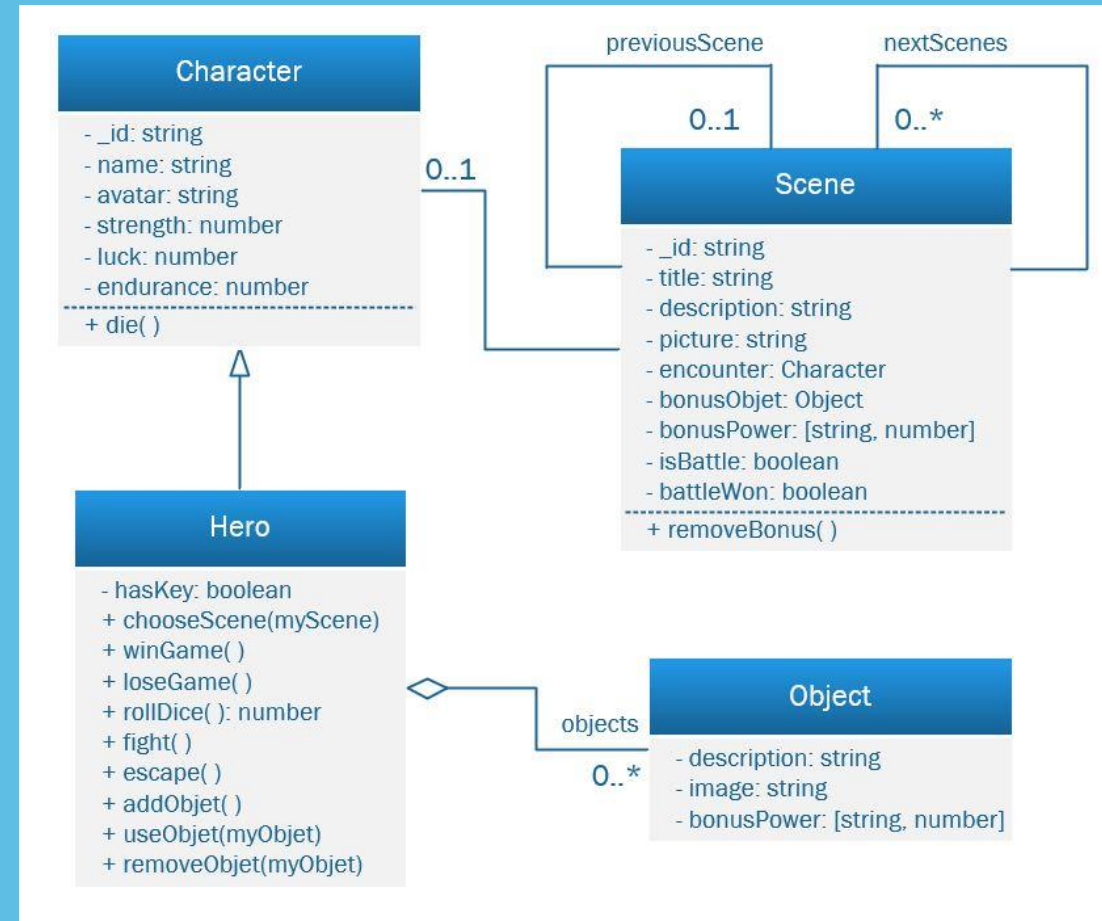 Character
- _id: string
- name: string
- avatar: string
- strength: number
- luck: number
- endurance: number
+ die( )
0..1
previousScene
nextScenes
0..1
0..*
Scene
- _id: string
- title: string
- description: string
- picture: string
- encounter: Character
- bonusObjet: Object
- bonusPower: [string, number]
- isBattle: boolean
- battleWon: boolean
+ removeBonus( )
Hero
- hasKey: boolean
+ chooseScene(myScene)
+ winGame( )
+ loseGame( )
+ rollDice( ): number
+ fight( )
+ escape( )
+ addObjet( )
+ useObjet(myObjet)
+ removeObjet(myObjet)
objects
0..*
Object
- description: string
- image: string
- bonusPower: [string, number]